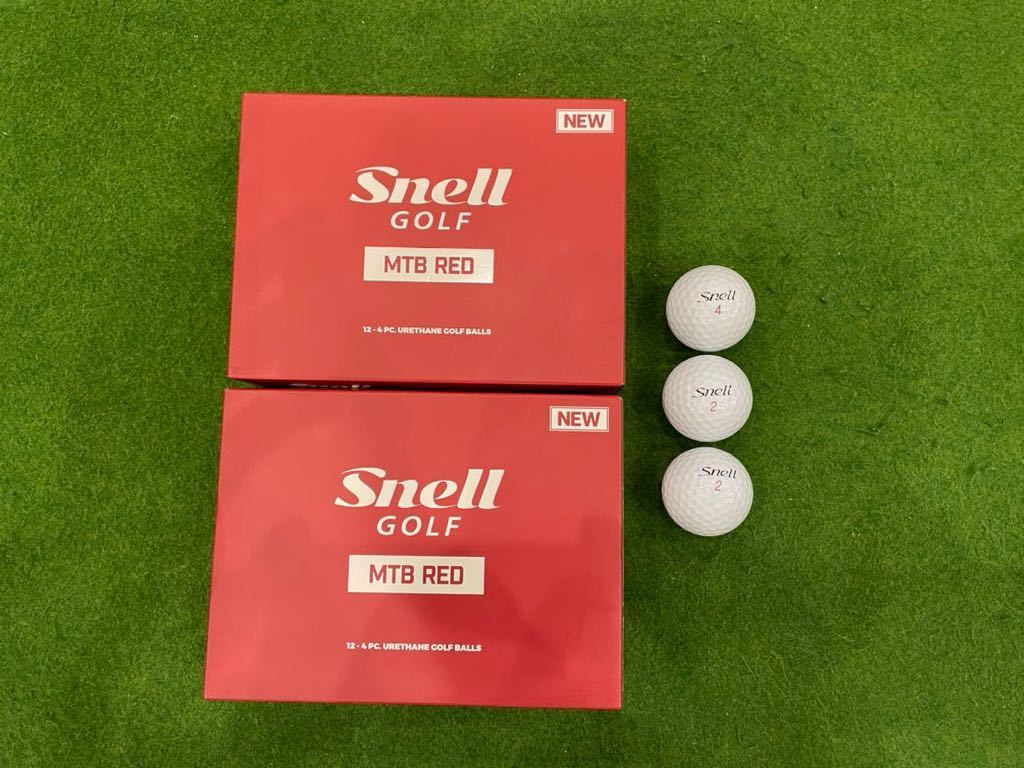 NEW
Snell
GOLF
MTB RED
12 - 4 PC. URETHANE GOLF BALLS
NEW
Snell
GOLF
MTB RED
12 - 4 PC. URETHANE GOLF BALLS
Snell
4
Snell
2
Snell
2